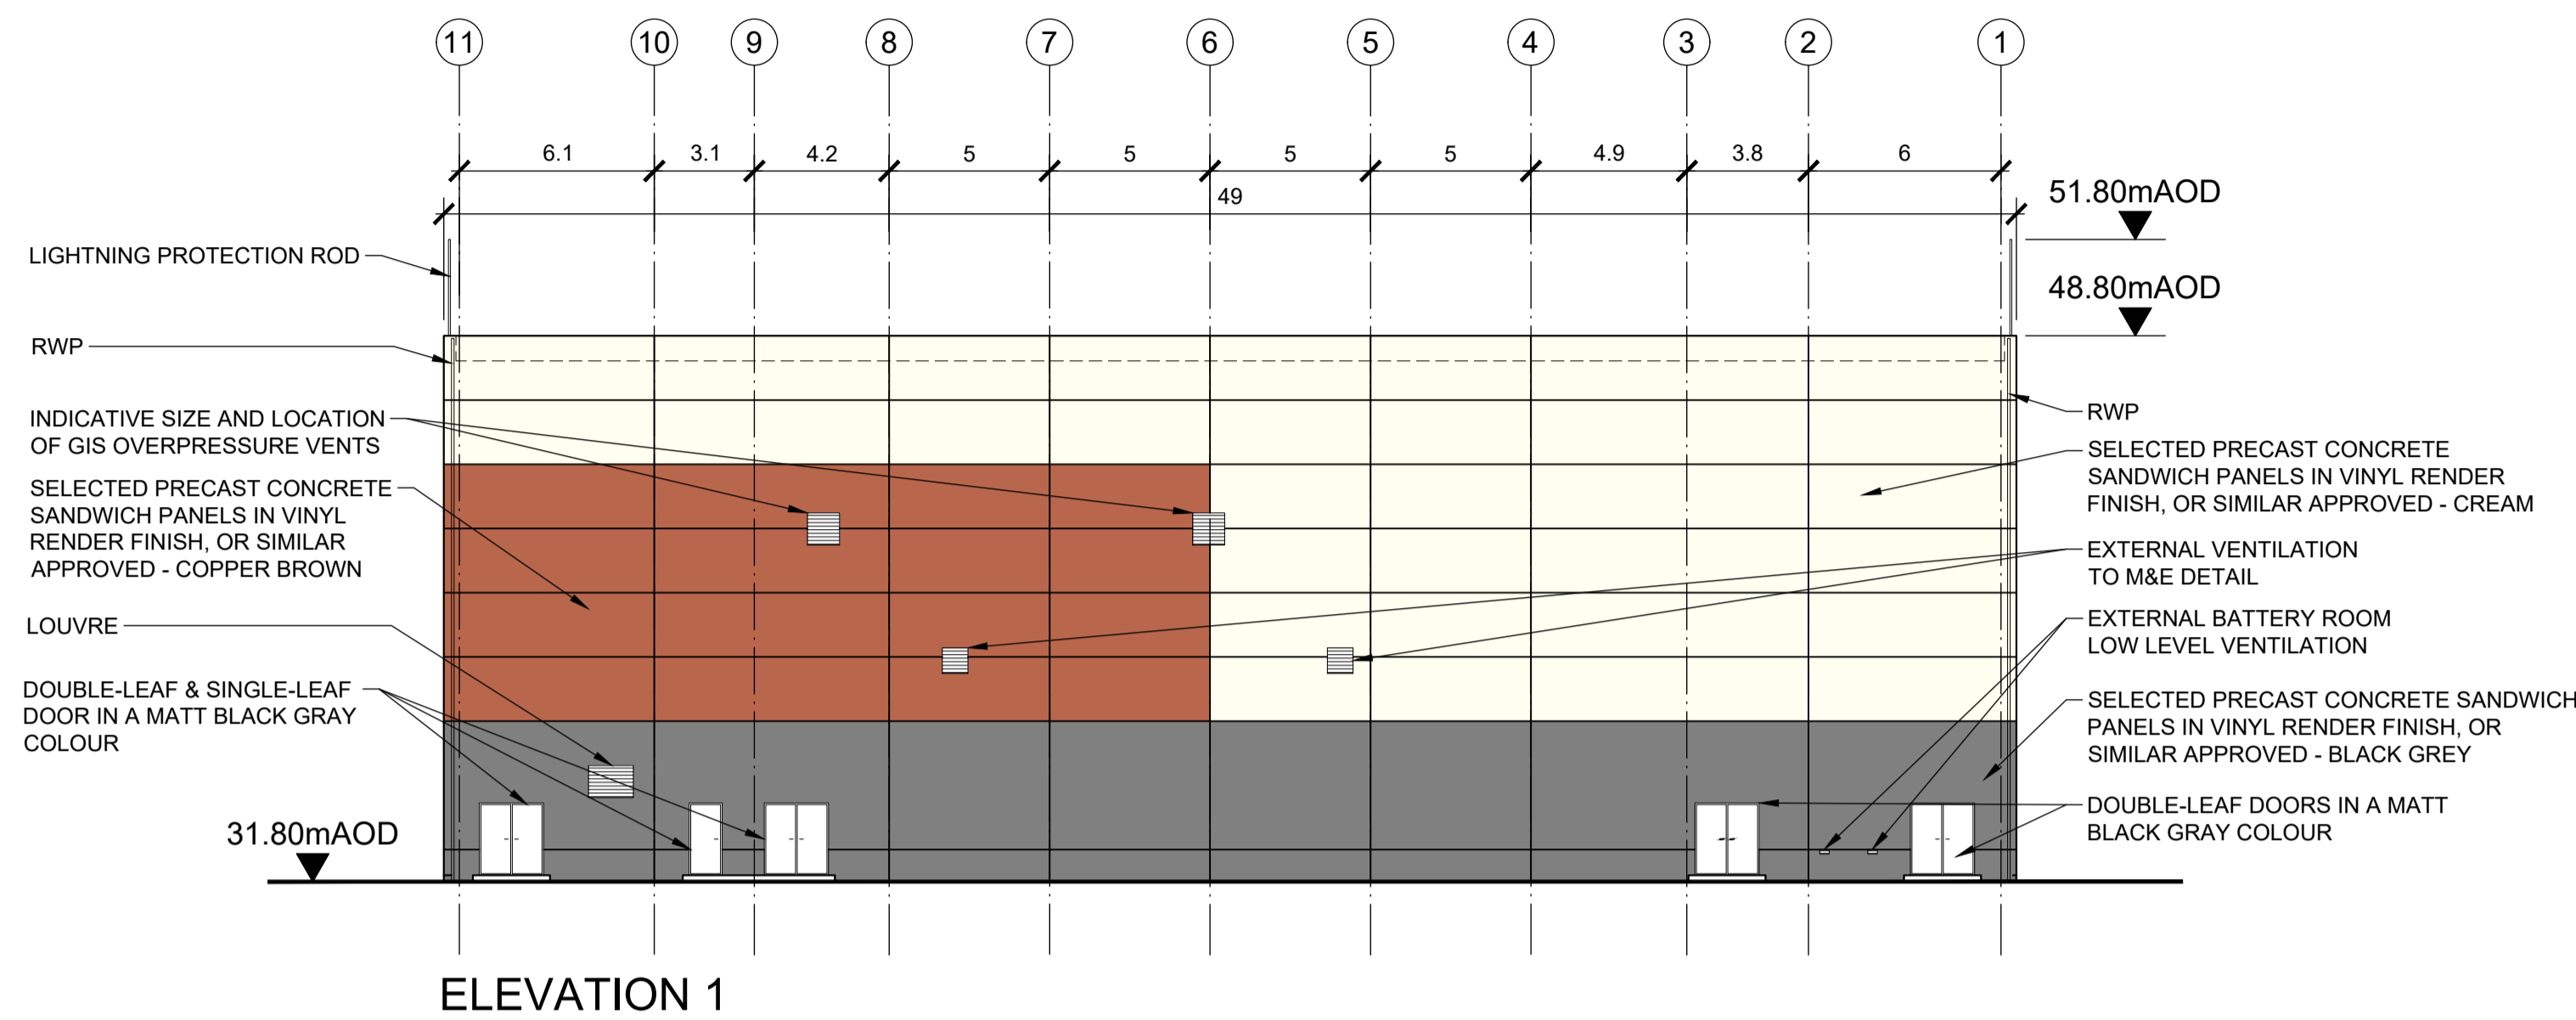 11 10 9 8 7 6 5 4 3 2 1
6.1 3.1 4.2 5 5 5 5 4.9 3.8 6
49
51.80mAOD
48.80mAOD
LIGHTNING PROTECTION ROD
RWP
INDICATIVE SIZE AND LOCATION
OF GIS OVERPRESSURE VENTS
SELECTED PRECAST CONCRETE
SANDWICH PANELS IN VINYL
RENDER FINISH, OR SIMILAR
APPROVED - COPPER BROWN
LOUVRE
DOUBLE-LEAF & SINGLE-LEAF
DOOR IN A MATT BLACK GRAY
COLOUR
31.80mAOD
RWP
SELECTED PRECAST CONCRETE
SANDWICH PANELS IN VINYL RENDER
FINISH, OR SIMILAR APPROVED - CREAM
EXTERNAL VENTILATION
TO M&E DETAIL
EXTERNAL BATTERY ROOM
LOW LEVEL VENTILATION
SELECTED PRECAST CONCRETE SANDWICH
PANELS IN VINYL RENDER FINISH, OR
SIMILAR APPROVED - BLACK GREY
DOUBLE-LEAF DOORS IN A MATT
BLACK GRAY COLOUR
ELEVATION 1